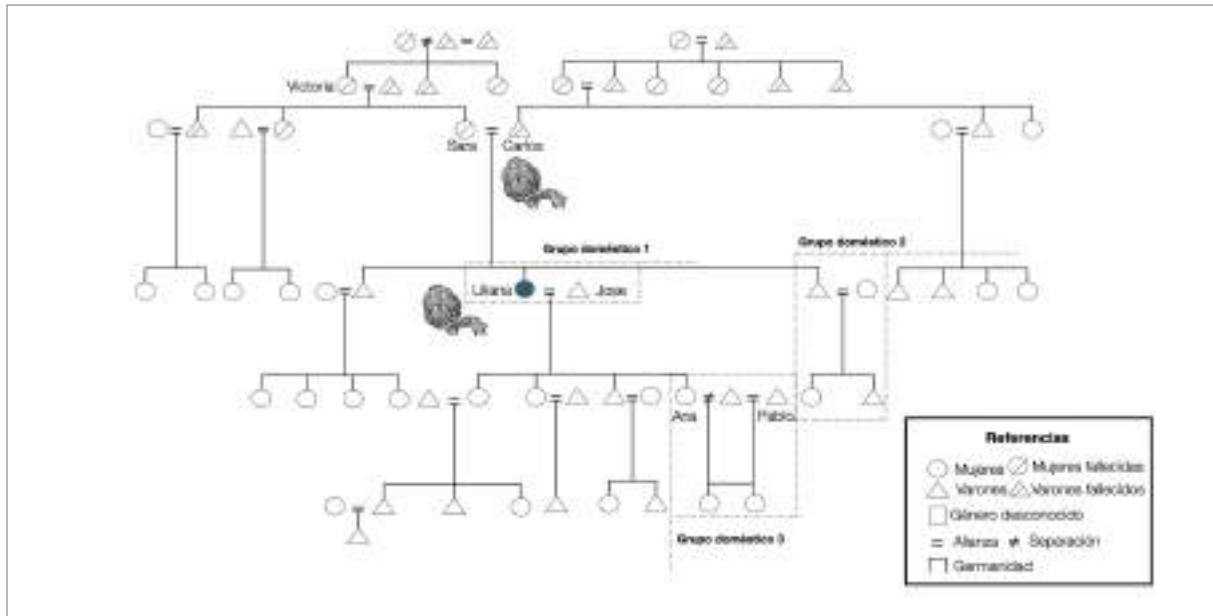 Victoria
Sara
Carlos
Grupo doméstico 1
Grupo doméstico 2
Liliana
Jose
Ana
Pablo
Grupo doméstico 3
Referencias
Mujeres
Mujeres fallecidas
Varones
Varones fallecidos
Género desconocido
= Alianza ≠ Separación
Germanidad